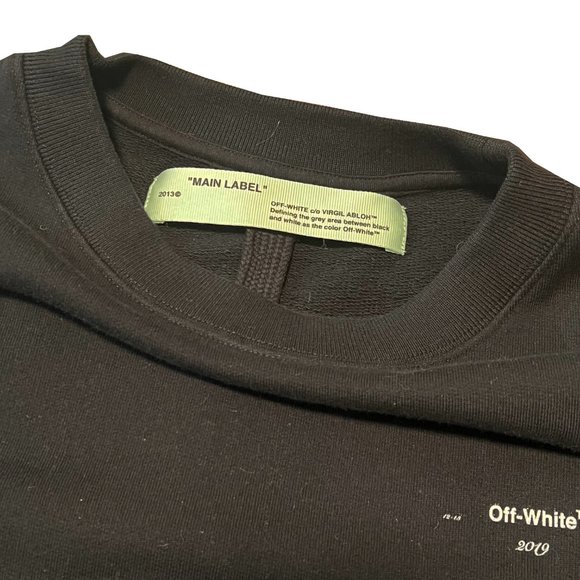 "MAIN LABEL"
2013©
OFF-WHITE c/o VIRGIL ABLOH™
Defining the grey area between black
and white as the color Off-White™
Off-White™
2019